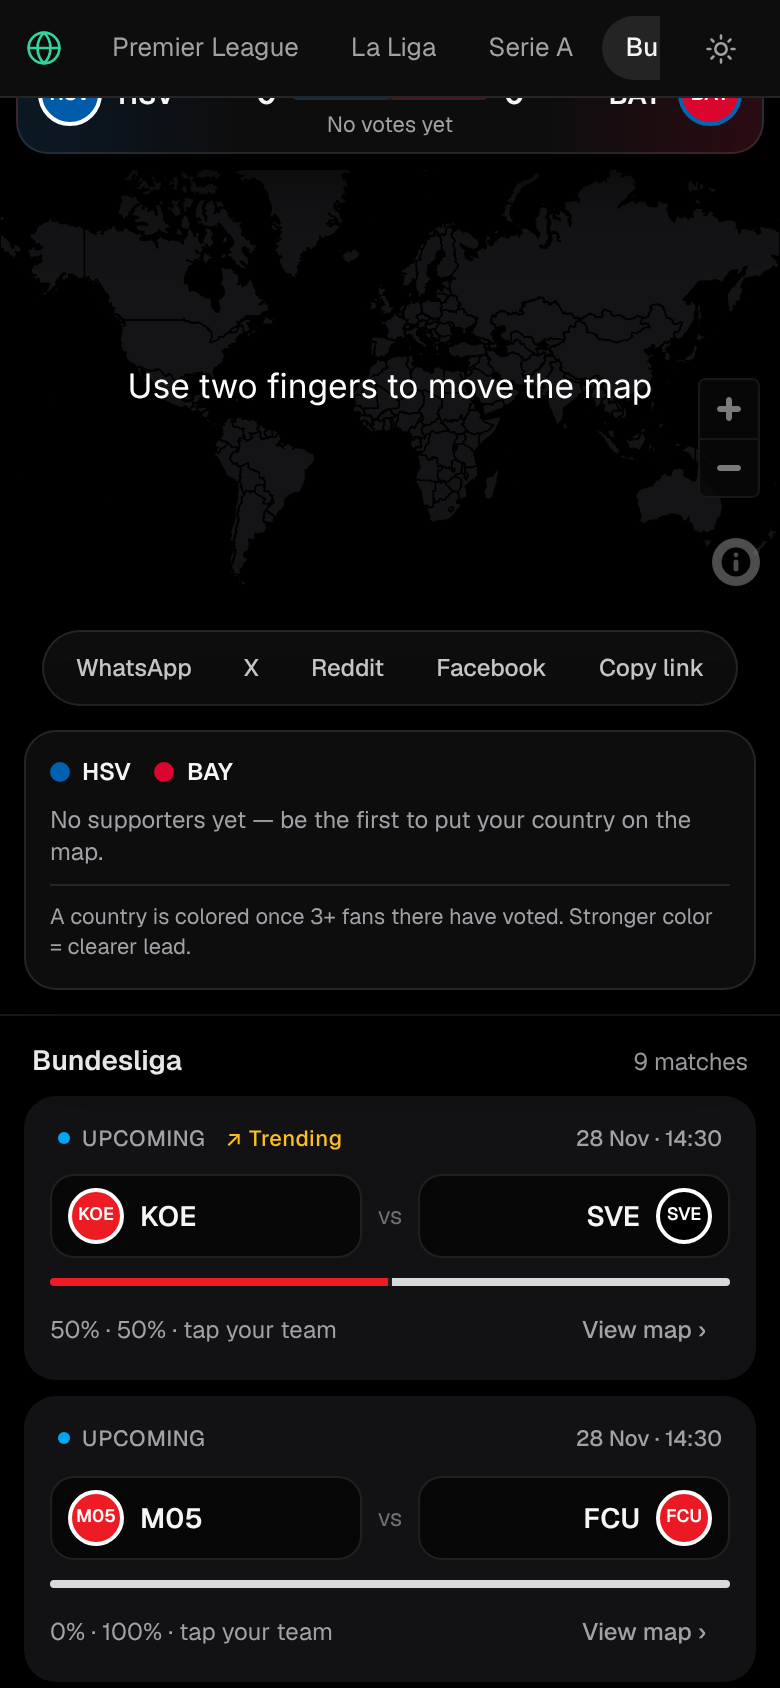 Premier League La Liga Serie A Bu
HSV 0 0 BAY
No votes yet
Use two fingers to move the map
WhatsApp X Reddit Facebook Copy link
HSV BAY
No supporters yet — be the first to put your country on the
map.
A country is colored once 3+ fans there have voted. Stronger color
= clearer lead.
Bundesliga 9 matches
UPCOMING ↗ Trending 28 Nov · 14:30
KOE KOE vs SVE SVE
50% · 50% · tap your team View map ›
UPCOMING 28 Nov · 14:30
M05 M05 vs FCU FCU
0% · 100% · tap your team View map ›